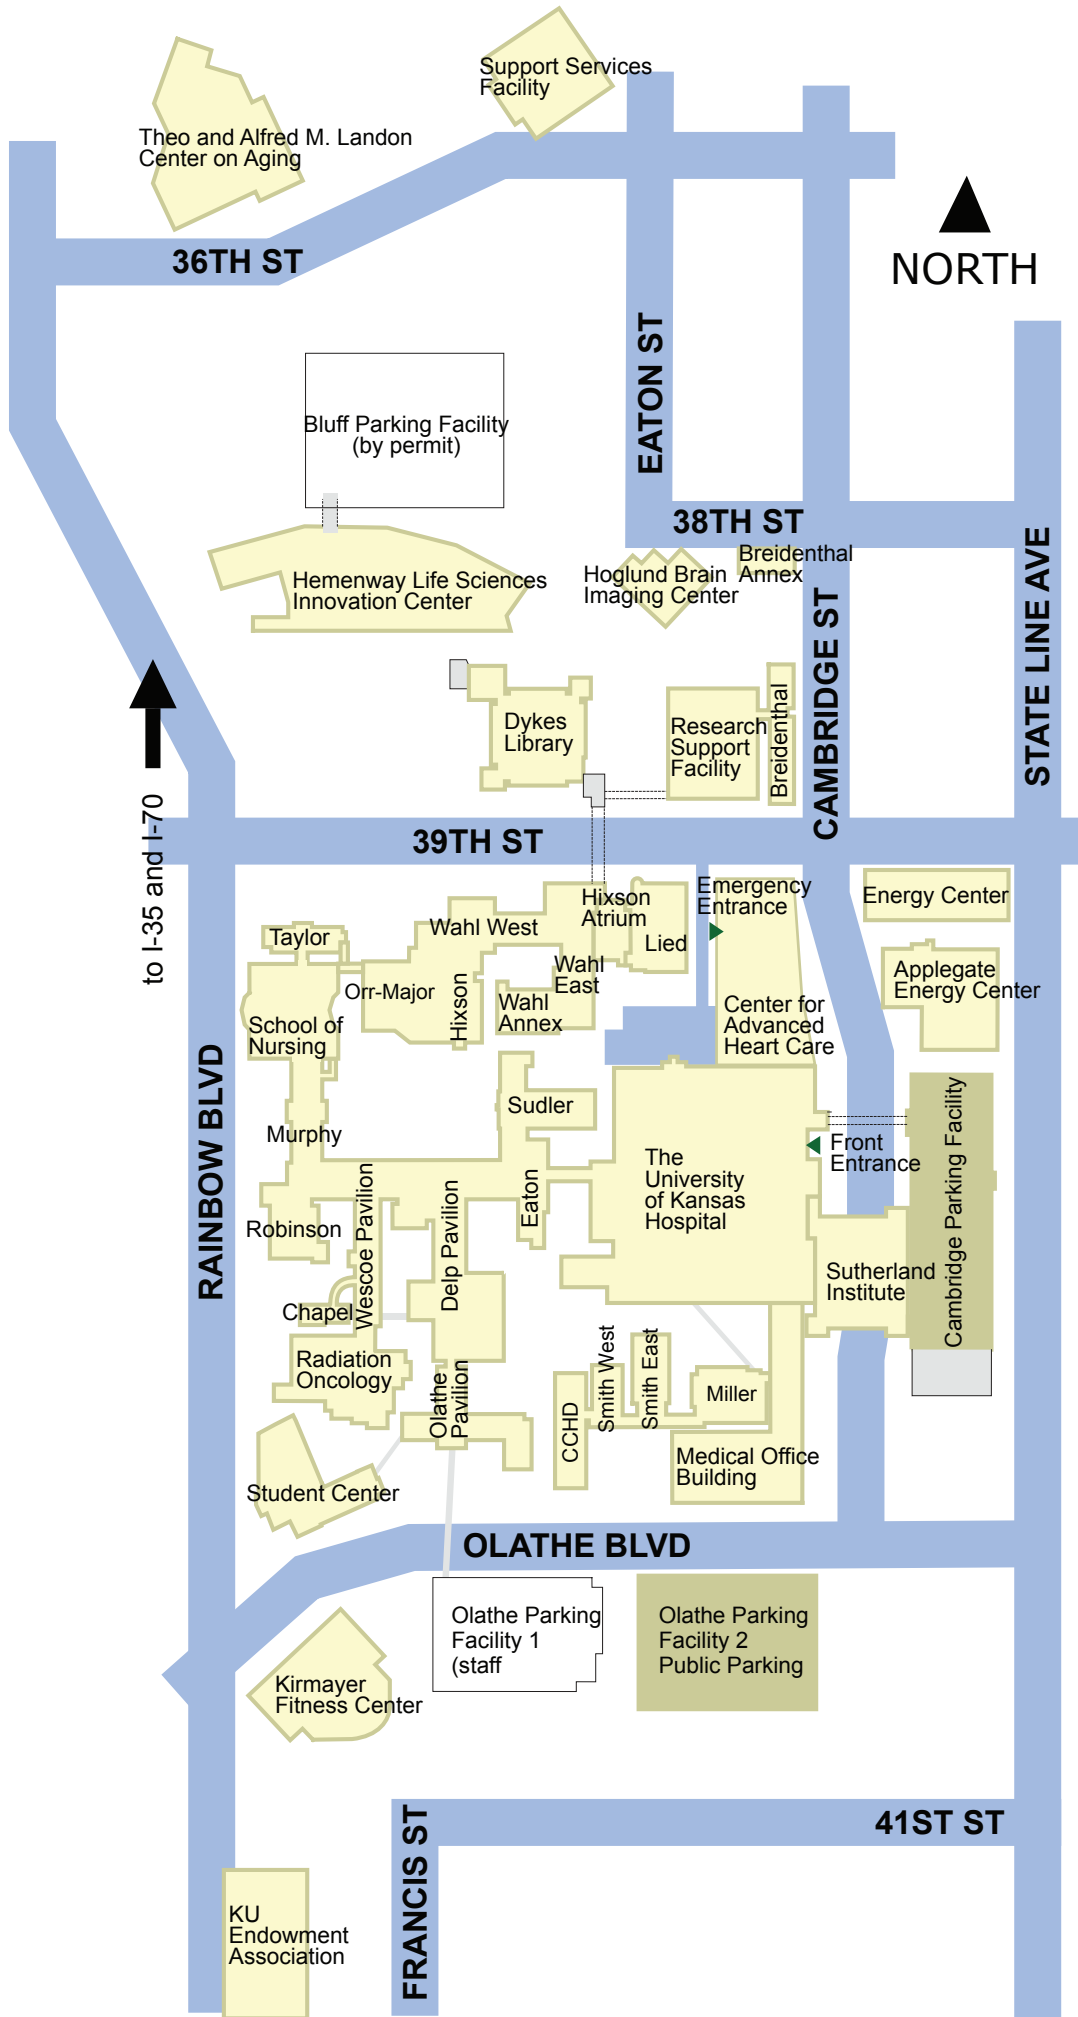 Support Services
Facility
Theo and Alfred M. Landon
Center on Aging
36TH ST
NORTH
EATON ST
Bluff Parking Facility
(by permit)
38TH ST
Breidenthal
Annex
Hoglund Brain
Imaging Center
Hemenway Life Sciences
Innovation Center
STATE LINE AVE
CAMBRIDGE ST
Dykes
Library
Research
Support
Facility
Breidenthal
to I-35 and I-70
39TH ST
Emergency
Entrance
Energy Center
Hixson
Atrium
Wahl West
Taylor
Lied
Wahl
East
Orr-Major
Hixson
Wahl
Annex
Applegate
Energy Center
Center for
Advanced
Heart Care
School of
Nursing
RAINBOW BLVD
Sudler
Murphy
The
University
of Kansas
Hospital
Front
Entrance
Cambridge Parking Facility
Wescoe Pavilion
Delp Pavilion
Eaton
Robinson
Sutherland
Institute
Chapel
Radiation
Oncology
Olathe
Pavilion
Smith West
Smith East
Miller
CCHD
Medical Office
Building
Student Center
OLATHE BLVD
Olathe Parking
Facility 1
(staff
Olathe Parking
Facility 2
Public Parking
Kirmayer
Fitness Center
FRANCIS ST
41ST ST
KU
Endowment
Association